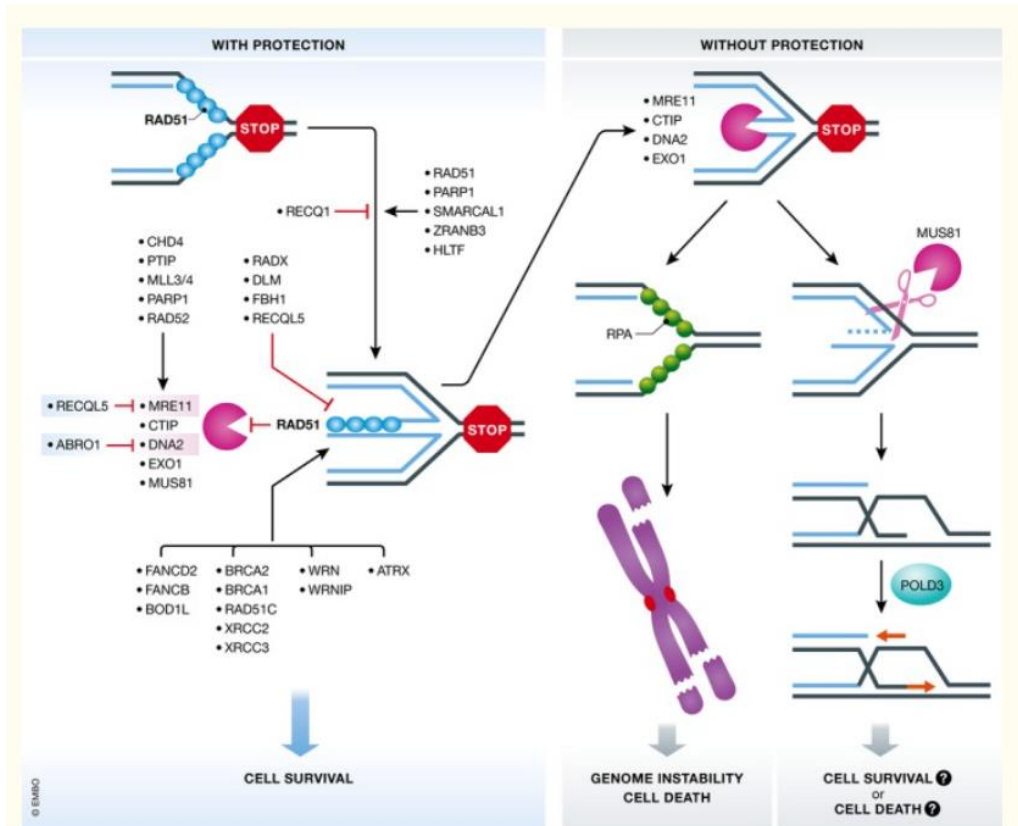 WITH PROTECTION
RAD51
STOP
• RECQ1
• RAD51
• PARP1
• SMARCAL1
• ZRANB3
• HLTF
• CHD4
• PTIP
• MLL3/4
• PARP1
• RAD52
• RADX
• DLM
• FBH1
• RECQL5
• RECQL5
• ABRO1
• MRE11
• CTIP
• DNA2
• EXO1
• MUS81
RAD51
STOP
• FANCD2
• FANCB
• BOD1L
• BRCA2
• BRCA1
• RAD51C
• XRCC2
• XRCC3
• WRN
• WRNIP
• ATRX
CELL SURVIVAL
© EMBO
WITHOUT PROTECTION
• MRE11
• CTIP
• DNA2
• EXO1
STOP
RPA
MUS81
POLD3
GENOME INSTABILITY
CELL DEATH
CELL SURVIVAL ?
or
CELL DEATH ?